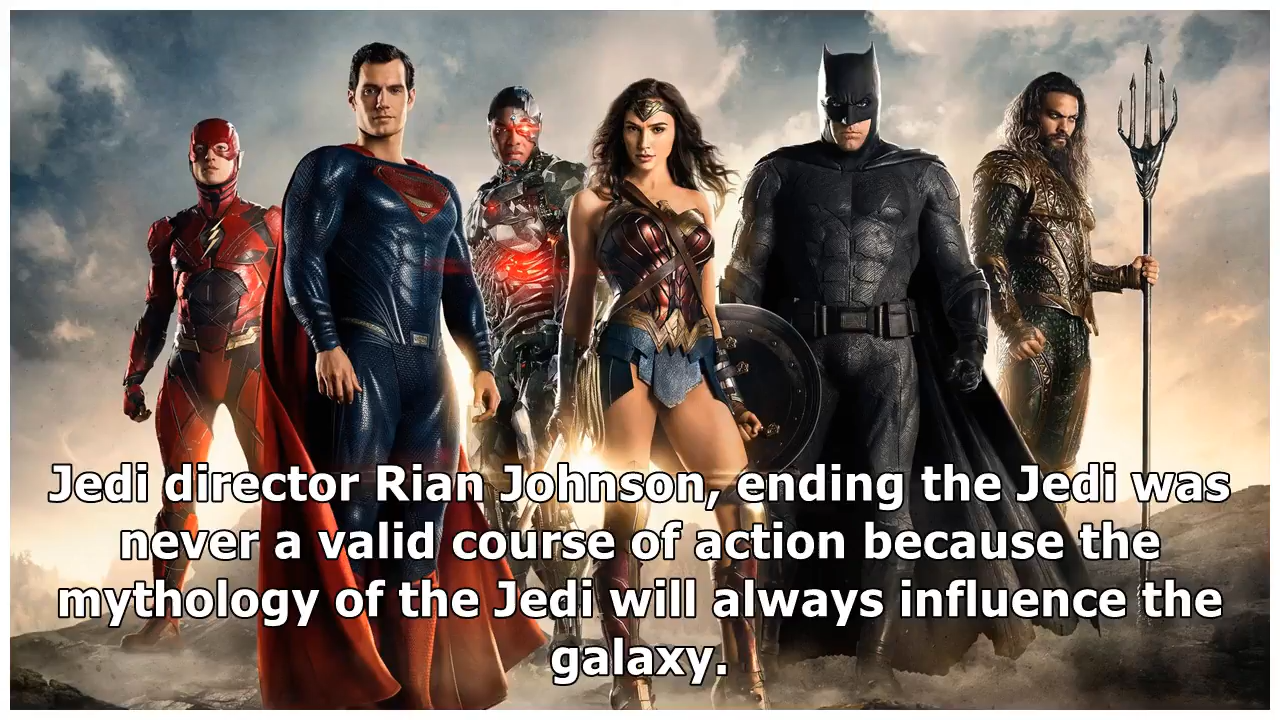 Jedi director Rian Johnson, ending the Jedi was
never a valid course of action because the
mythology of the Jedi will always influence the
galaxy.